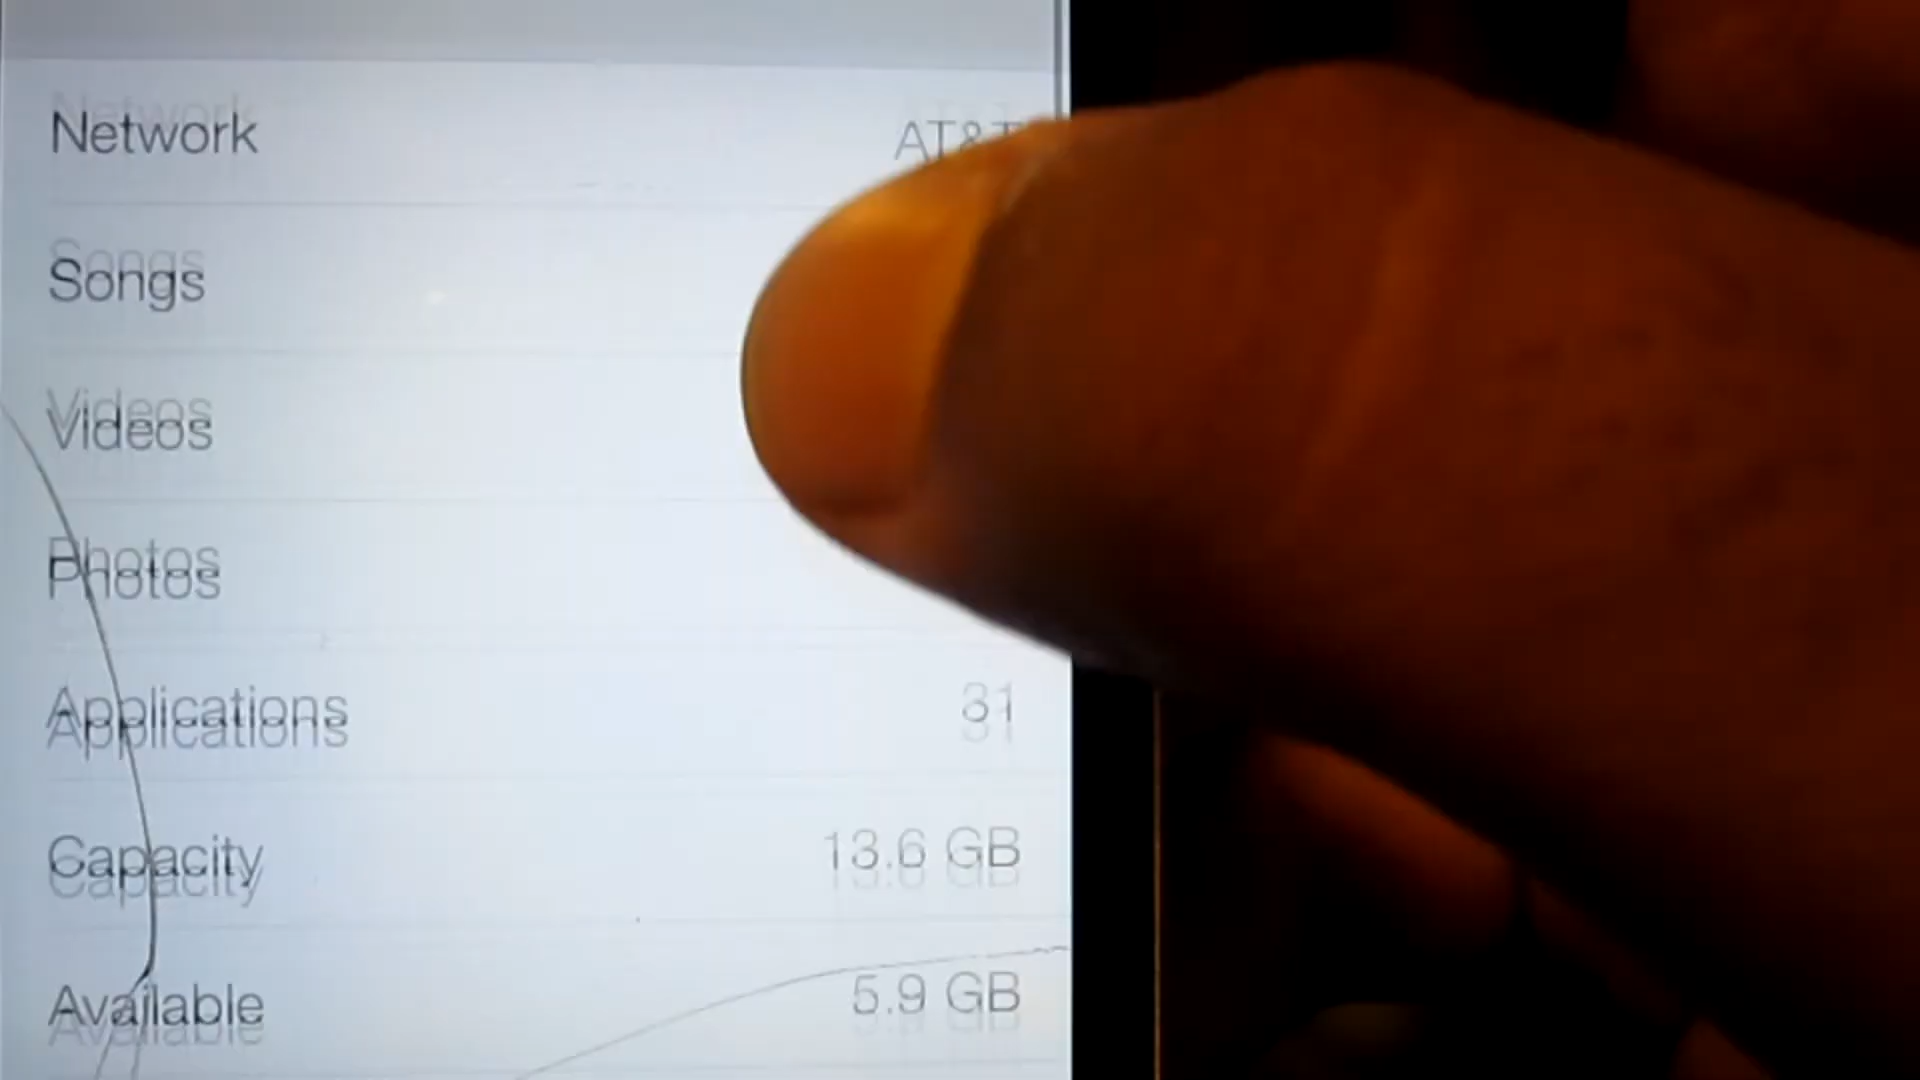 Network AT&T
Songs
Videos
Photos
Applications 31
Capacity 13.6 GB
Available 5.9 GB